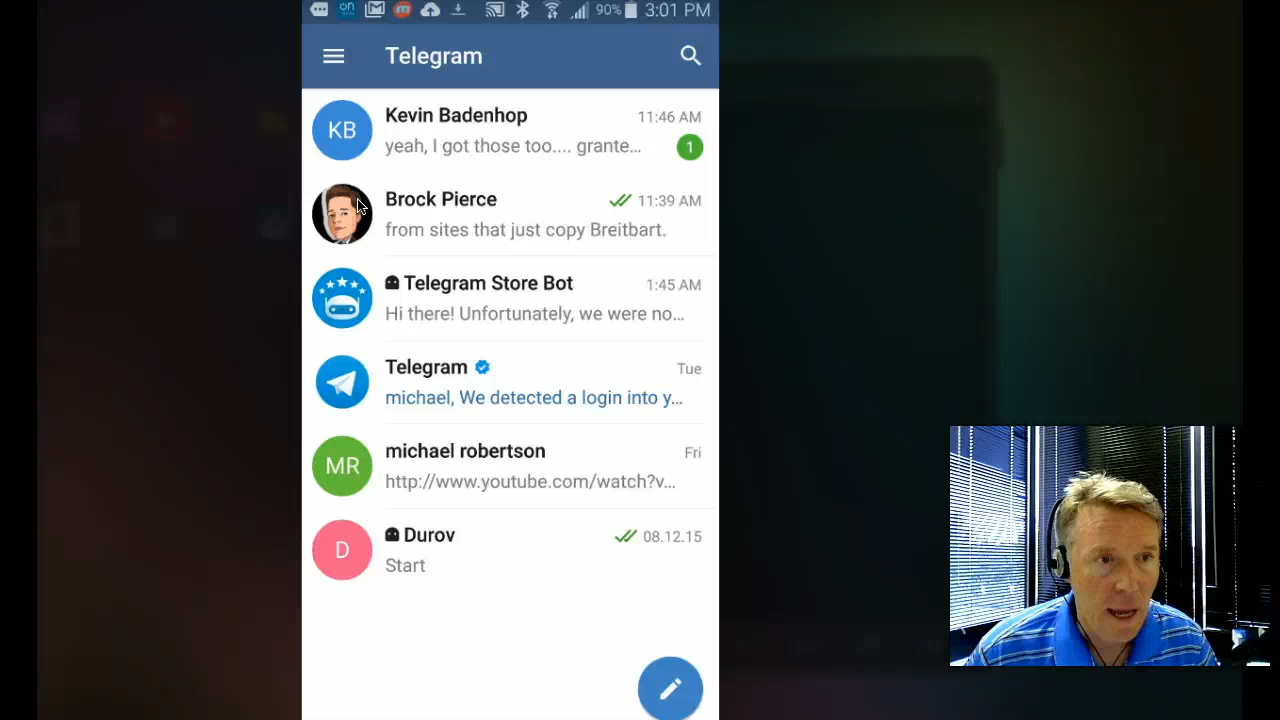 on
90% 3:01 PM
Telegram
KB
Kevin Badenhop
11:46 AM
yeah, I got those too.... grante...
1
Brock Pierce
11:39 AM
from sites that just copy Breitbart.
Telegram Store Bot
1:45 AM
Hi there! Unfortunately, we were no...
Telegram
Tue
michael, We detected a login into y...
MR
michael robertson
Fri
http://www.youtube.com/watch?v...
D
Durov
08.12.15
Start